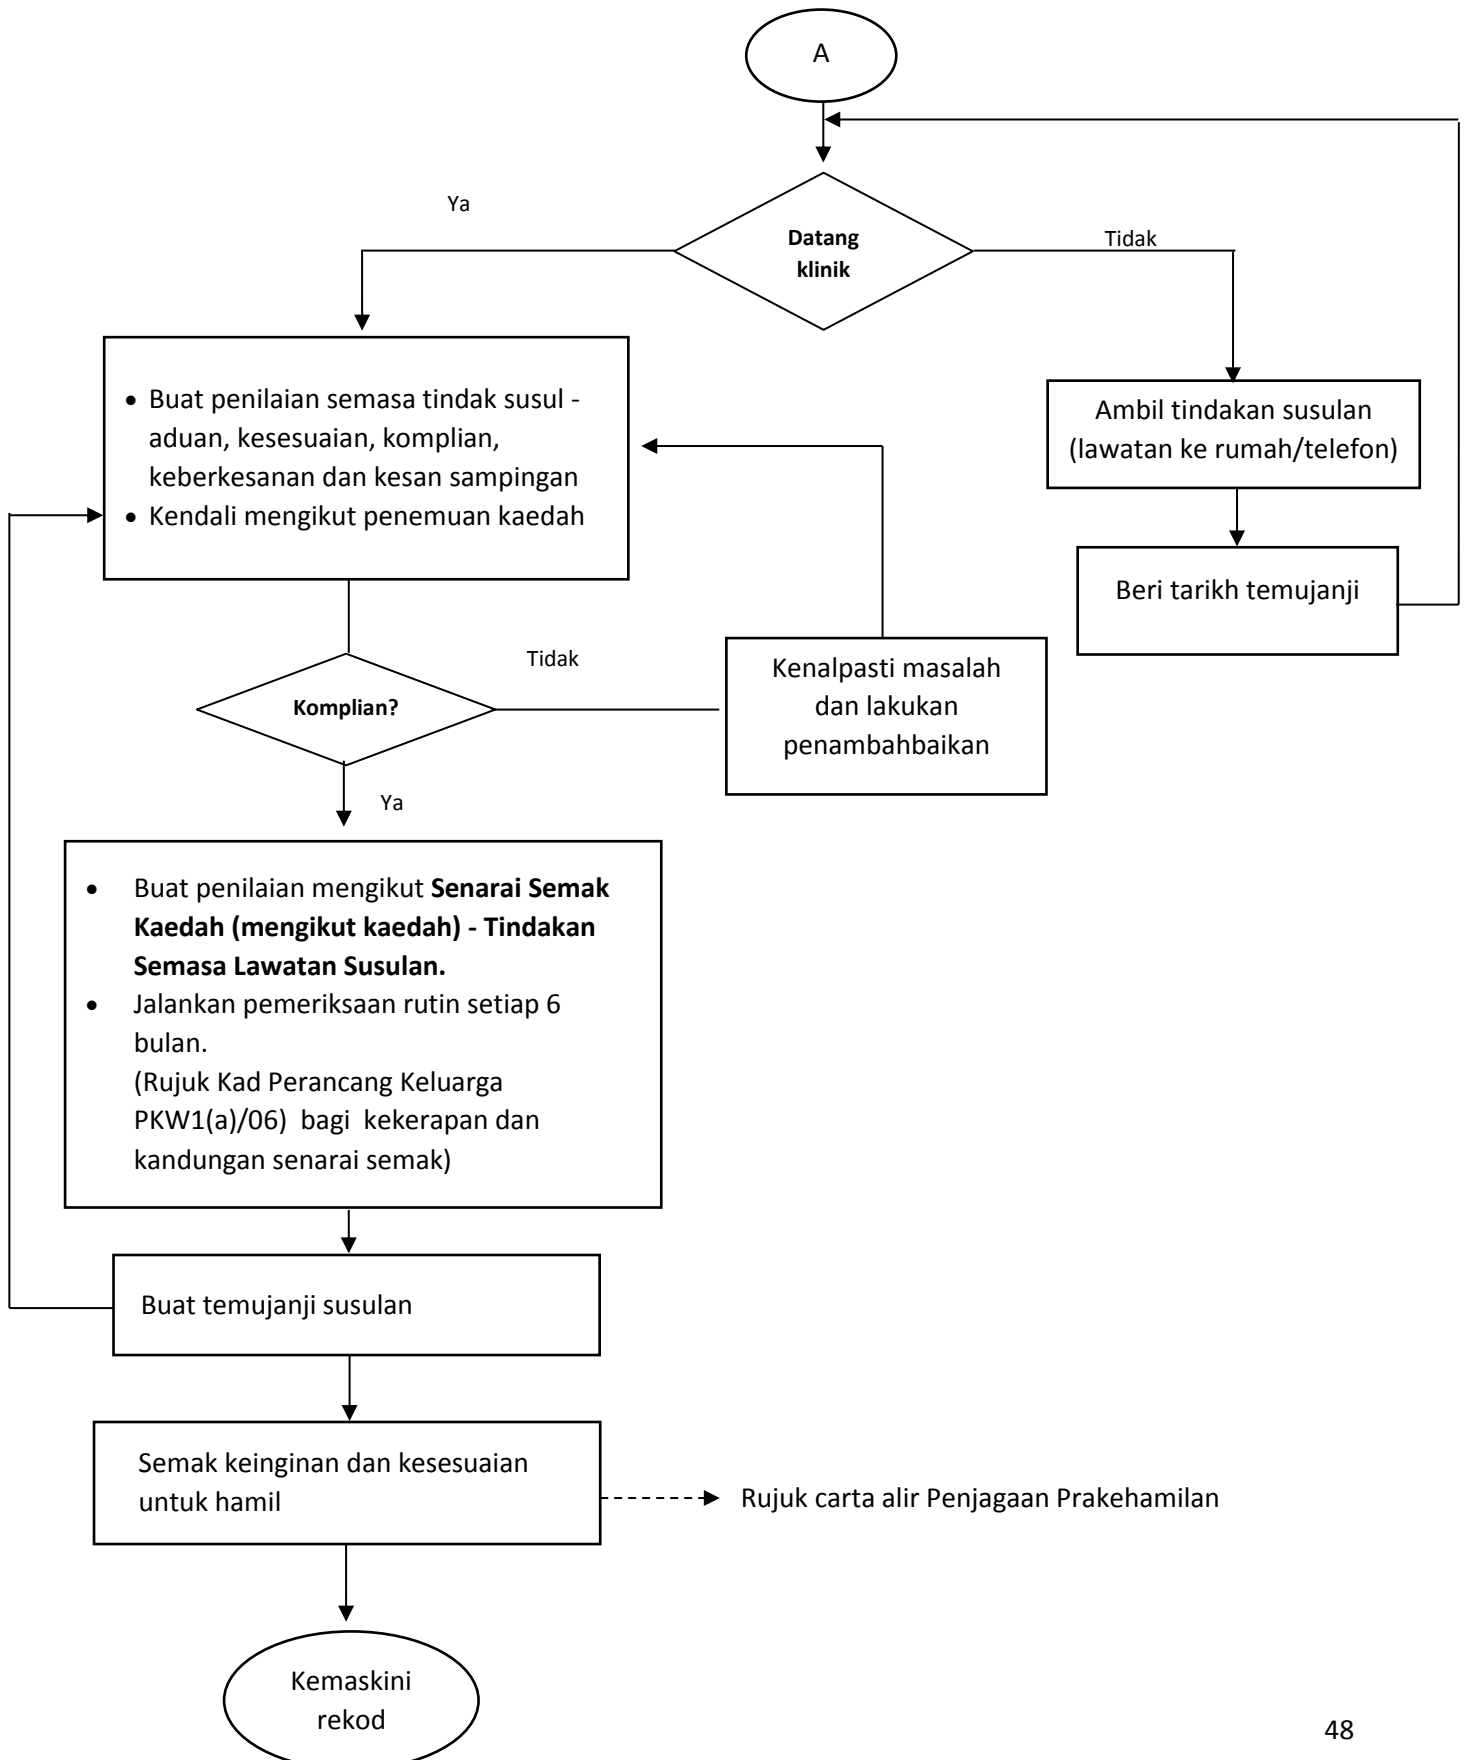 A
Ya
Datang
klinik
Tidak
• Buat penilaian semasa tindak susul -
aduan, kesesuaian, komplian,
keberkesanan dan kesan sampingan
• Kendali mengikut penemuan kaedah
Ambil tindakan susulan
(lawatan ke rumah/telefon)
Beri tarikh temujanji
Komplian?
Tidak
Kenalpasti masalah
dan lakukan
penambahbaikan
Ya
• Buat penilaian mengikut Senarai Semak
Kaedah (mengikut kaedah) - Tindakan
Semasa Lawatan Susulan.
• Jalankan pemeriksaan rutin setiap 6
bulan.
(Rujuk Kad Perancang Keluarga
PKW1(a)/06) bagi kekerapan dan
kandungan senarai semak)
Buat temujanji susulan
Semak keinginan dan kesesuaian
untuk hamil
Rujuk carta alir Penjagaan Prakehamilan
Kemaskini
rekod
48